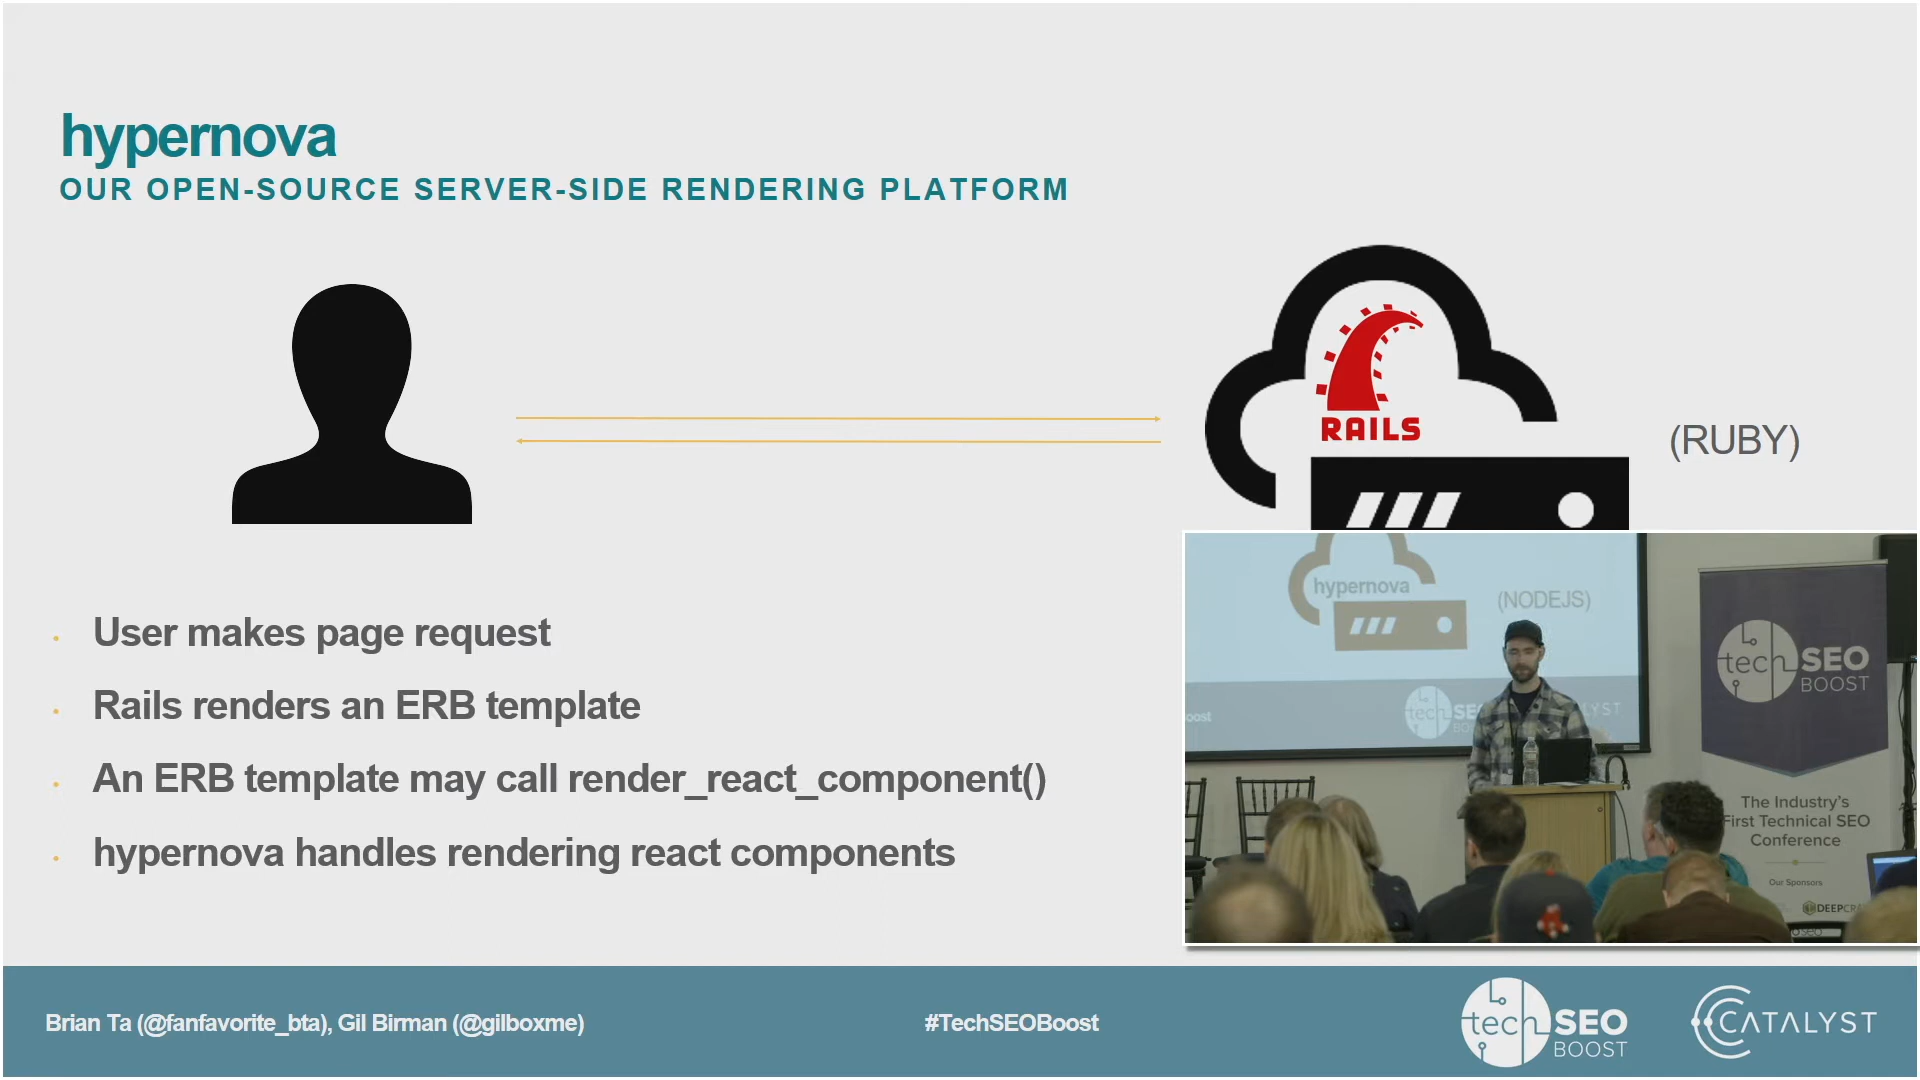 hypernova
OUR OPEN-SOURCE SERVER-SIDE RENDERING PLATFORM
RAILS
(RUBY)
User makes page request
Rails renders an ERB template
An ERB template may call render_react_component()
hypernova handles rendering react components
hypernova
(NODEJS)
tech SEO
BOOST
The Industry's
First Technical SEO
Conference
Our Sponsors
Brian Ta (@fanfavorite_bta), Gil Birman (@gilboxme)
#TechSEOBoost
tech SEO
BOOST
CATALYST